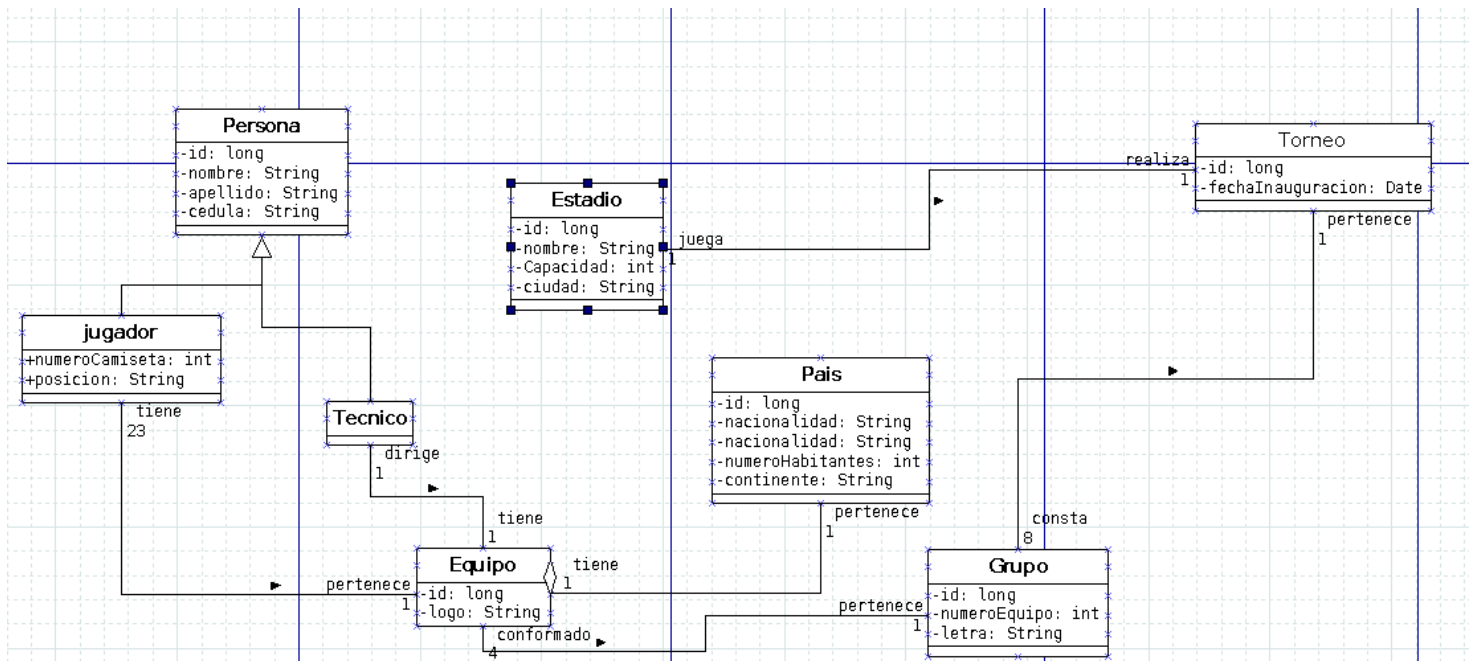 Persona
-id: long
-nombre: String
-apellido: String
-cedula: String
Estadio
-id: long
-nombre: String
-Capacidad: int
-ciudad: String
juega
1
realiza
1
Torneo
-id: long
-fechaInauguracion: Date
pertenece
1
jugador
+numeroCamiseta: int
+posicion: String
tiene
23
Tecnico
dirige
1
Pais
-id: long
-nacionalidad: String
-nacionalidad: String
-numeroHabitantes: int
-continente: String
pertenece
1
tiene
1
Equipo
-id: long
-logo: String
pertenece
1
tiene
1
conformado
4
consta
8
Grupo
-id: long
-numeroEquipo: int
-letra: String
pertenece
1